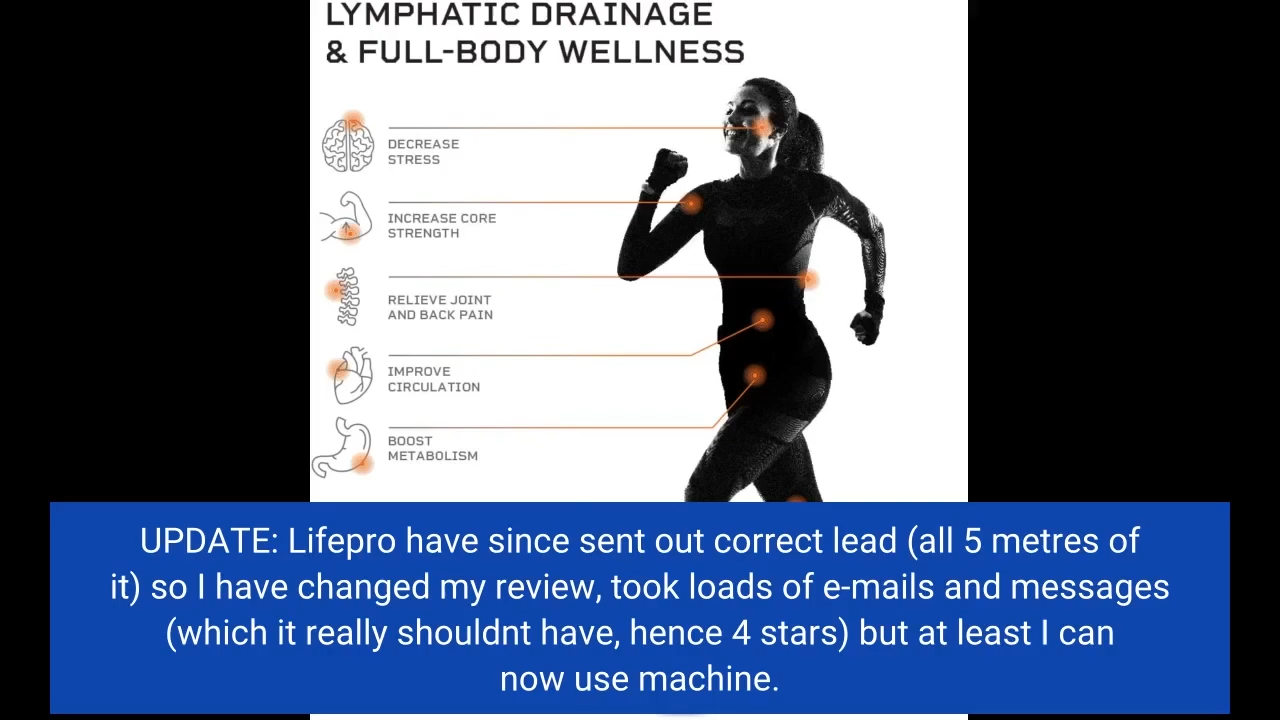 LYMPHATIC DRAINAGE
& FULL-BODY WELLNESS
DECREASE
STRESS
INCREASE CORE
STRENGTH
RELIEVE JOINT
AND BACK PAIN
IMPROVE
CIRCULATION
BOOST
METABOLISM
UPDATE: Lifepro have since sent out correct lead (all 5 metres of
it) so I have changed my review, took loads of e-mails and messages
(which it really shouldnt have, hence 4 stars) but at least I can
now use machine.